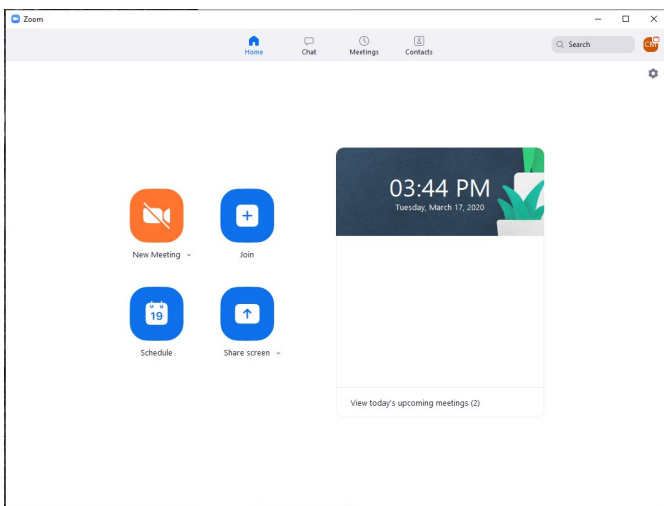 Zoom
Home
Chat
Meetings
Contacts
Search
CM
03:44 PM
Tuesday, March 17, 2020
New Meeting
Join
19
Schedule
Share screen
View today's upcoming meetings (2)